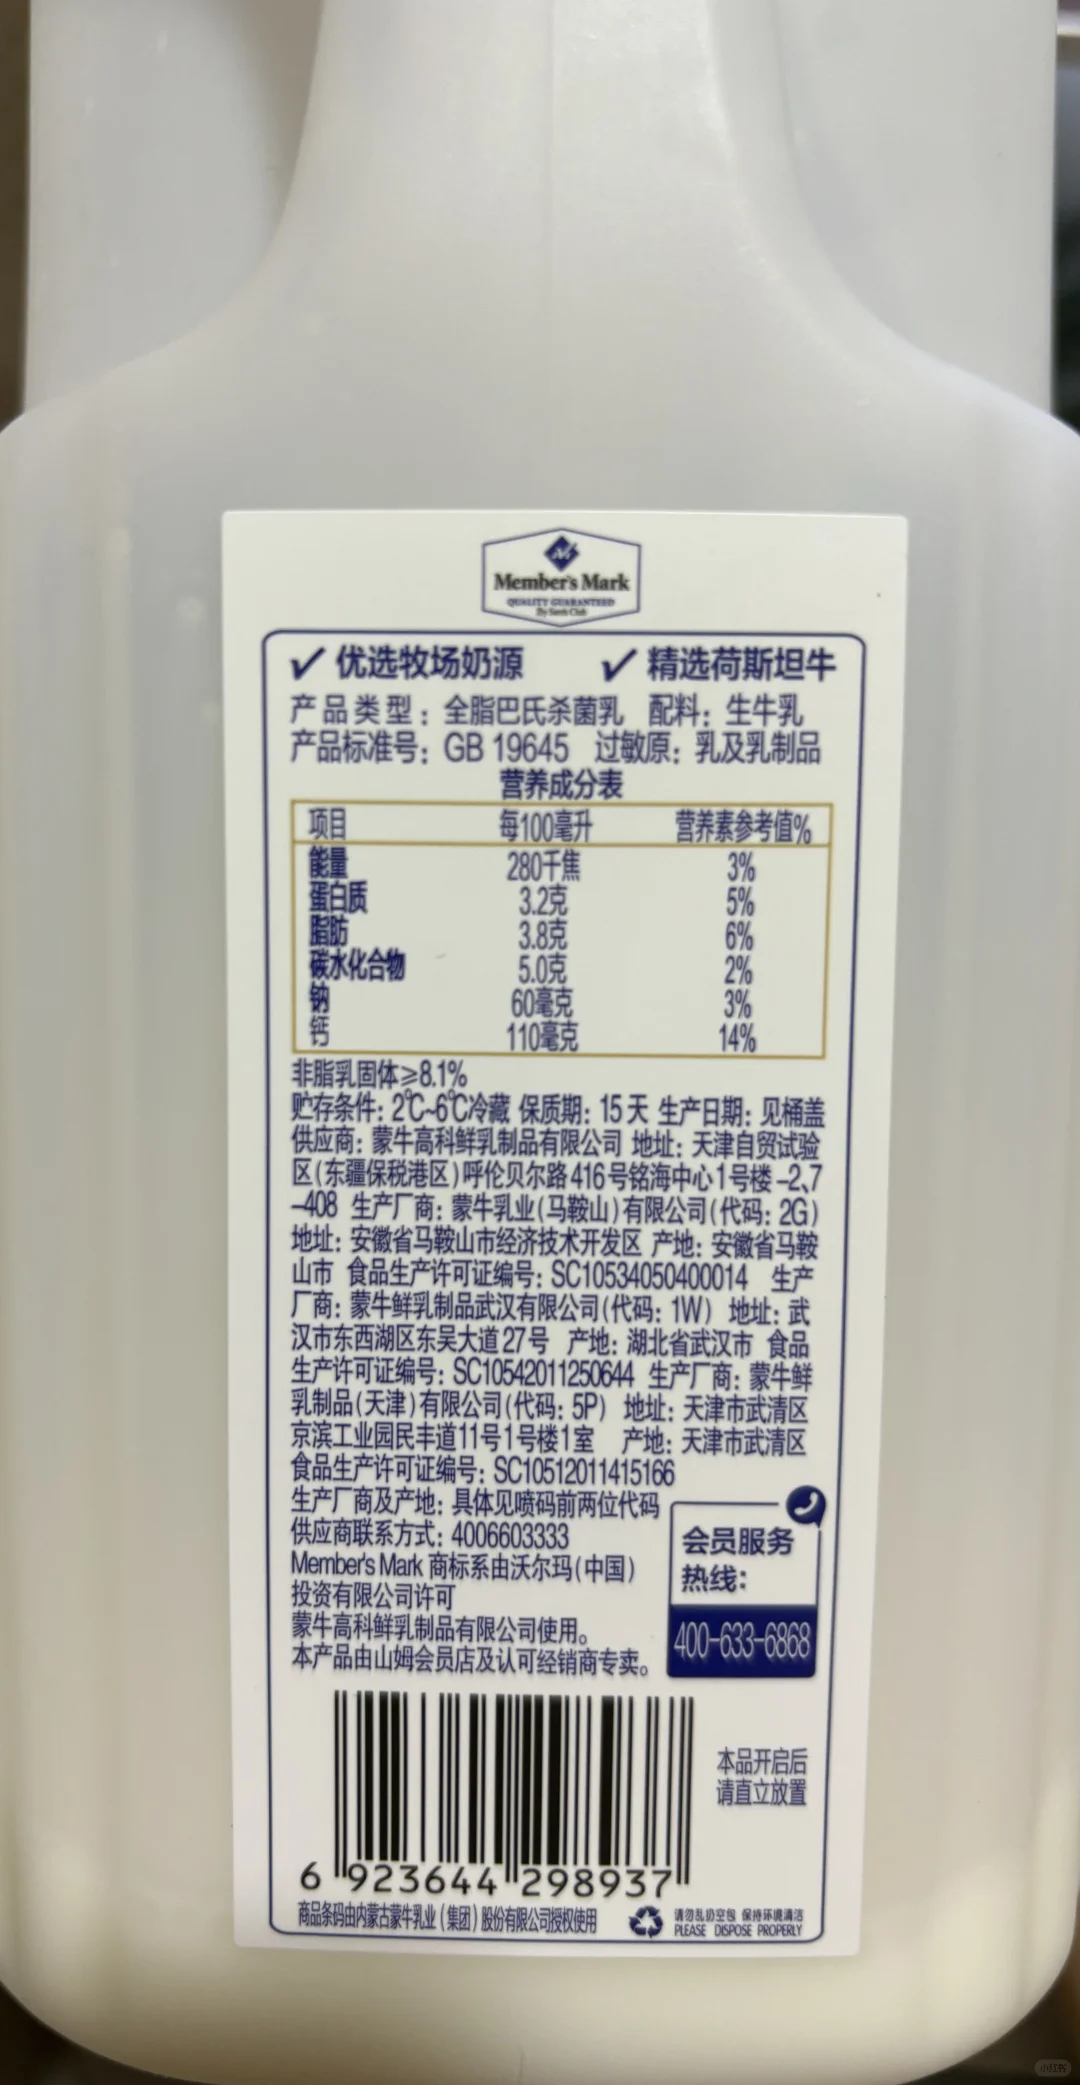 Member's Mark
QUALITY GUARANTEED
By Sam's Club
✓ 优选牧场奶源 ✓ 精选荷斯坦牛
产品类型：全脂巴氏杀菌乳 配料：生牛乳
产品标准号：GB 19645 过敏原：乳及乳制品
营养成分表
项目 每100毫升 营养素参考值%
能量 280千焦 3%
蛋白质 3.2克 5%
脂肪 3.8克 6%
碳水化合物 5.0克 2%
钠 60毫克 3%
钙 110毫克 14%
非脂乳固体≥8.1%
贮存条件：2℃~6℃冷藏 保质期：15天 生产日期：见桶盖
供应商：蒙牛高科鲜乳制品有限公司 地址：天津自贸试验
区(东疆保税港区)呼伦贝尔路416号铭海中心1号楼-2、7
-408 生产厂商：蒙牛乳业(马鞍山)有限公司(代码：2G)
地址：安徽省马鞍山市经济技术开发区 产地：安徽省马鞍
山市 食品生产许可证编号：SC10534050400014 生产
厂商：蒙牛鲜乳制品武汉有限公司(代码：1W) 地址：武
汉市东西湖区东吴大道27号 产地：湖北省武汉市 食品
生产许可证编号：SC10542011250644 生产厂商：蒙牛鲜
乳制品(天津)有限公司(代码：5P) 地址：天津市武清区
京滨工业园民丰道11号1号楼1室 产地：天津市武清区
食品生产许可证编号：SC10512011415166
生产厂商及产地：具体见喷码前两位代码
供应商联系方式：4006603333
Member's Mark 商标系由沃尔玛(中国)
投资有限公司许可
蒙牛高科鲜乳制品有限公司使用。
本产品由山姆会员店及认可经销商专卖。
会员服务
热线：
400-633-6868
本品开启后
请直立放置
6 923644 298937
商品条码由内蒙古蒙牛乳业(集团)股份有限公司授权使用
请勿乱扔空包 保持环境清洁
PLEASE DISPOSE PROPERLY
小红书